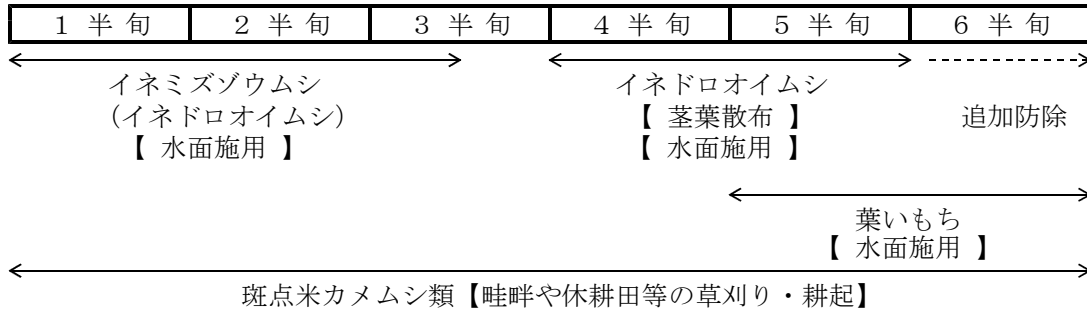 １ 半 旬 ２ 半 旬 ３ 半 旬 ４ 半 旬 ５ 半 旬 ６ 半 旬
イネミズゾウムシ イネドロオイムシ
（イネドロオイムシ） 【 茎葉散布 】 追加防除
【 水面施用 】 【 水面施用 】
葉いもち
【 水面施用 】
斑点米カメムシ類【畦畔や休耕田等の草刈り・耕起】